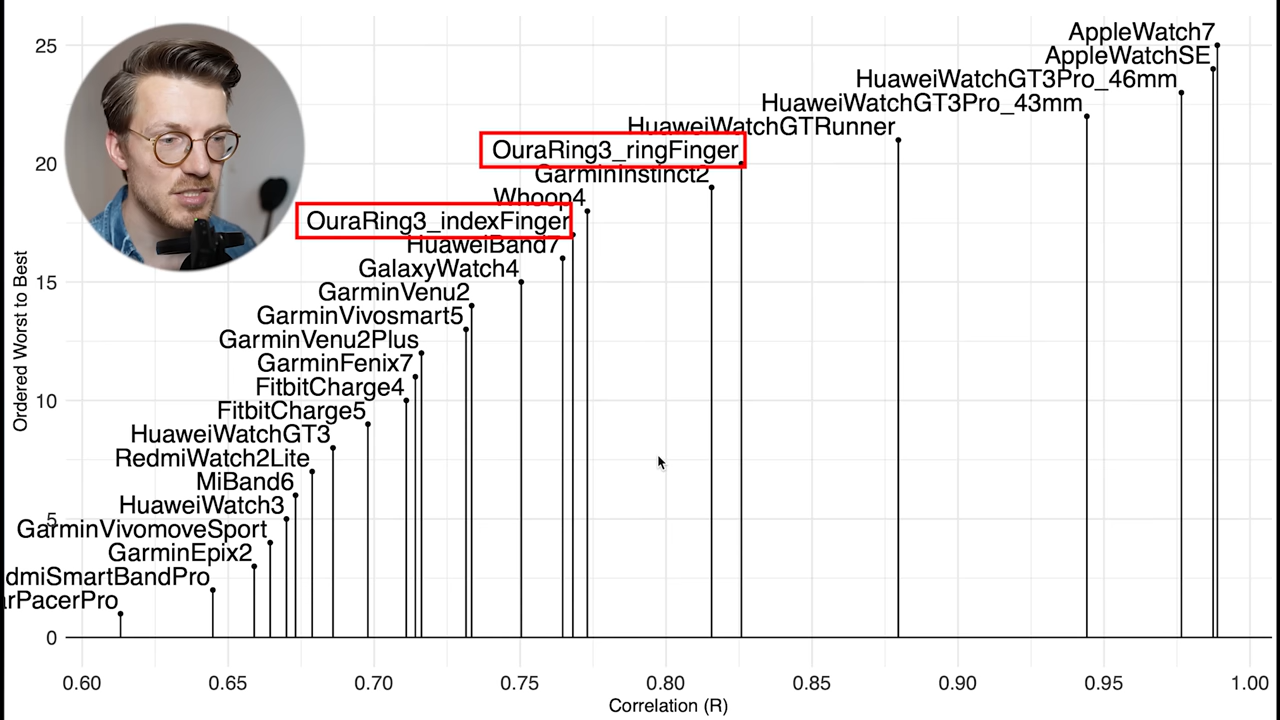 25
AppleWatch7
AppleWatchSE
HuaweiWatchGT3Pro_46mm
HuaweiWatchGT3Pro_43mm
HuaweiWatchGTRunner
20
OuraRing3_ringFinger
GarminInstinct2
Whoop4
OuraRing3_indexFinger
HuaweiBand7
15
GalaxyWatch4
GarminVenu2
GarminVivosmart5
GarminVenu2Plus
GarminFenix7
10
FitbitCharge4
FitbitCharge5
HuaweiWatchGT3
RedmiWatch2Lite
MiBand6
HuaweiWatch3
5
GarminVivomoveSport
GarminEpix2
dmiSmartBandPro
arPacerPro
0
Ordered Worst to Best
0.60 0.65 0.70 0.75 0.80 0.85 0.90 0.95 1.00
Correlation (R)